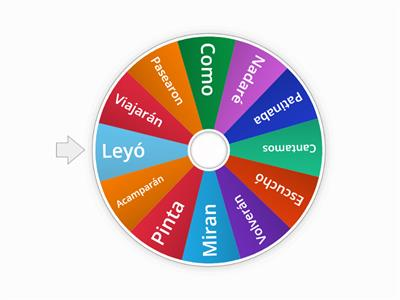 Como
Nadaré
Patinaba
Cantamos
Escuchó
Volverán
Miran
Pinta
Acamparán
Leyó
Viajarán
Pasearon